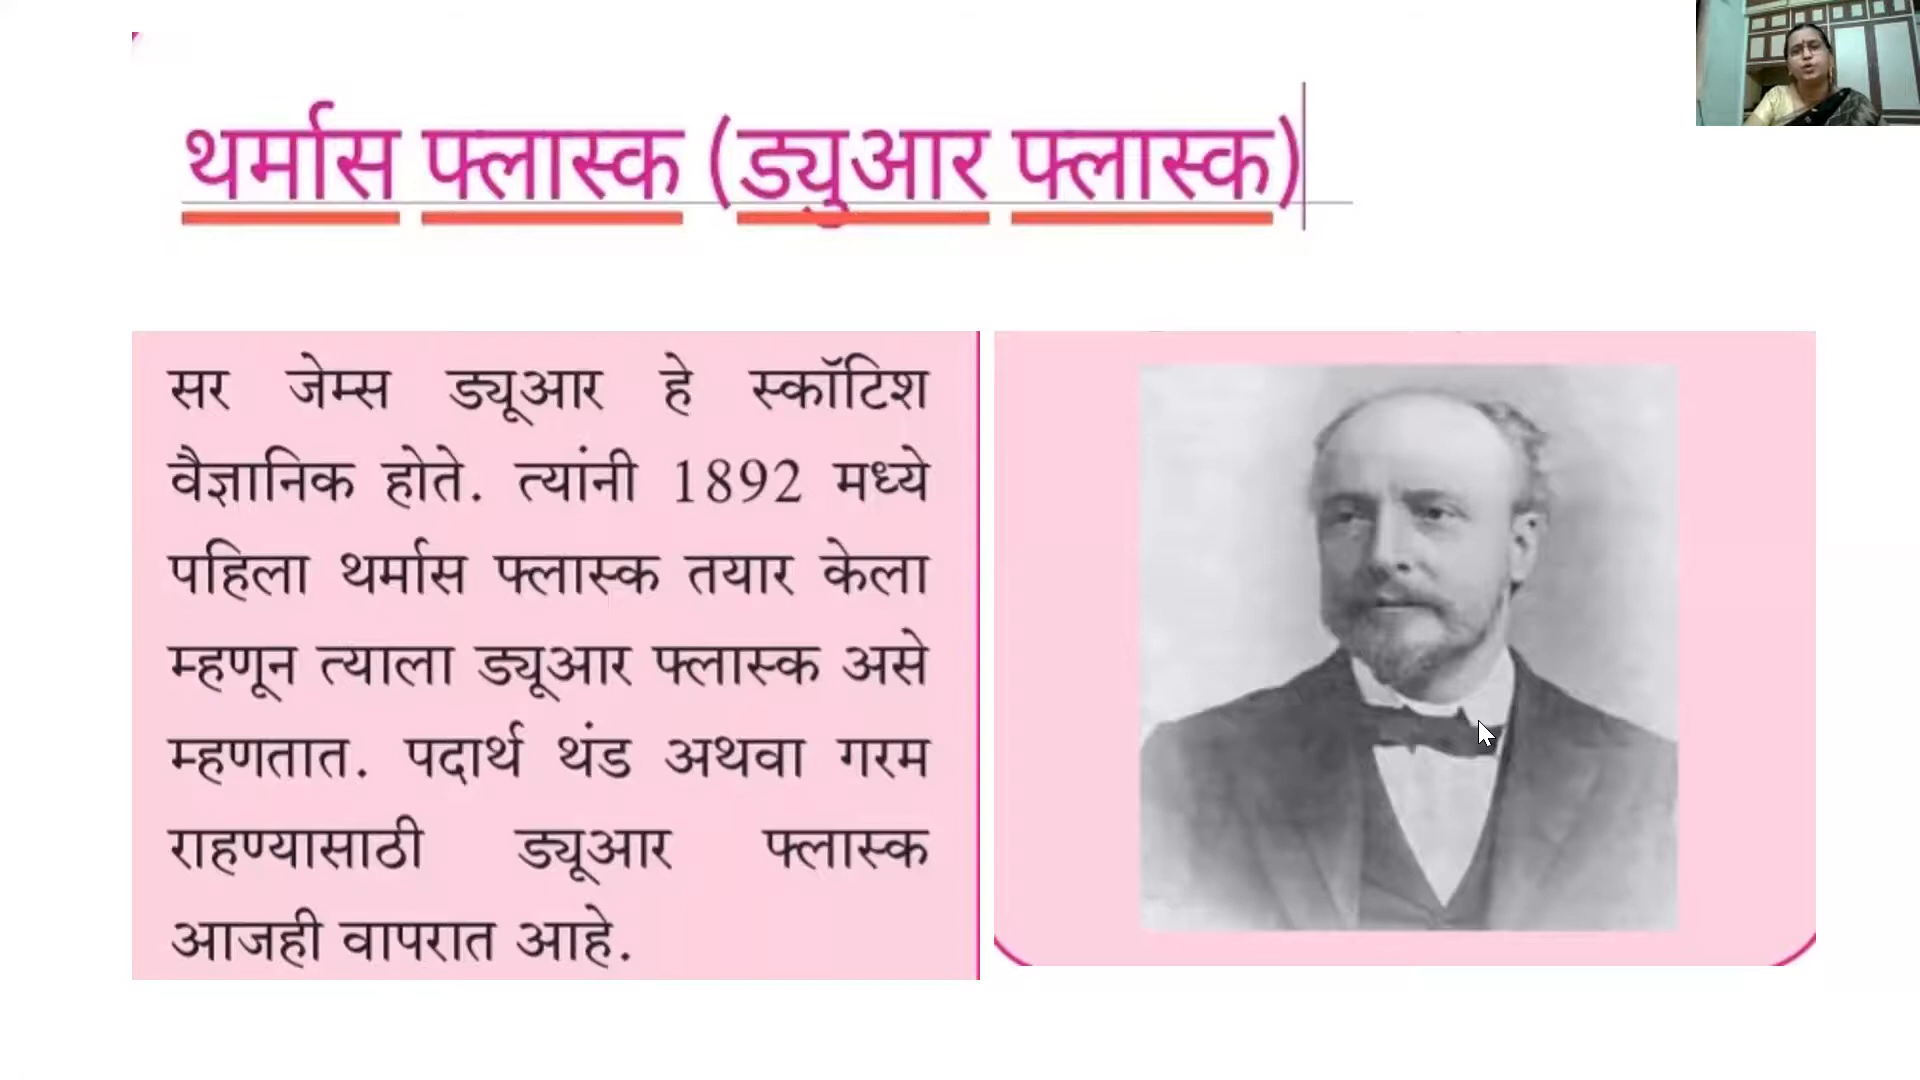 थर्मास फ्लास्क (ड्युआर फ्लास्क)
सर जेम्स ड्यूआर हे स्कॉटिश
वैज्ञानिक होते. त्यांनी 1892 मध्ये
पहिला थर्मास फ्लास्क तयार केला
म्हणून त्याला ड्यूआर फ्लास्क असे
म्हणतात. पदार्थ थंड अथवा गरम
राहण्यासाठी ड्यूआर फ्लास्क
आजही वापरात आहे.